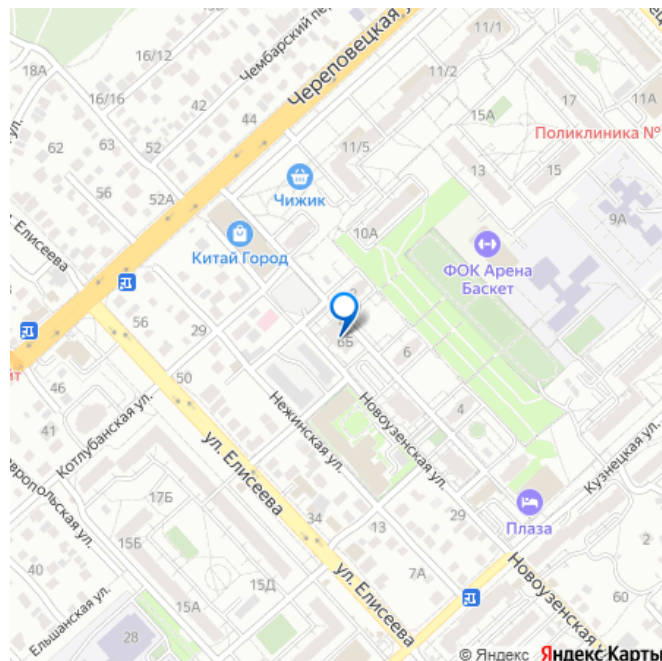 11/1
Череповецкая у
16/12
Чембарский пер
11/2
18А
16/16
42
15А
17
11А
44
62
63
52
11/5
Поликлиника №
ул.
13
15
56
52А
Чижик
9А
10А
Елисеева
Китай Город
ФОК Арена
Баскет
2
56
29
6Б
6
50
46
Нежинская ул.
Новоузенская ул.
4
41
Котлубанская ул.
ул. Елисеева
Кузнецкая ул.
17Б
34
29
Плаза
вропольская ул.
13
15Б
2
40
7А
15Д
Новоузенская ул
ул. Елисеева
15А
60
Ельшанская ул.
28
© Яндекс Яндекс Карты